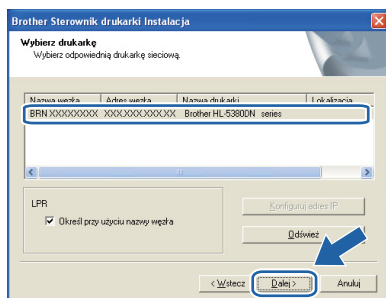 Brother Sterownik drukarki Instalacja
Wybierz drukarkę
Wybierz odpowiednią drukarkę sieciową.
Nazwa węzła Adres węzła Nazwa drukarki Lokalizacja
BRN XXXXXXXXX XXX.XXX.XXX.XX Brother HL-5380DN series
LPR
Określ przy użyciu nazwy węzła
Konfiguruj adres IP
Odśwież
< Wstecz Dalej > Anuluj